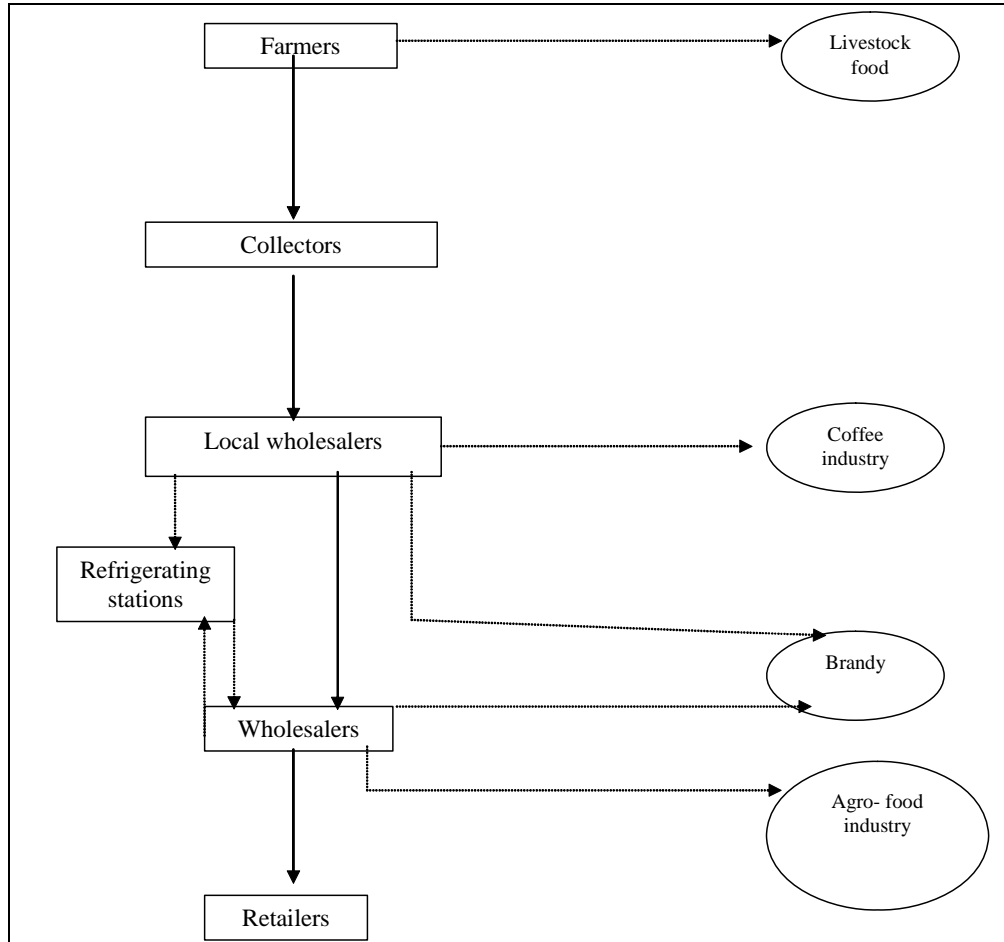 Farmers
Livestock
food
Collectors
Local wholesalers
Coffee
industry
Refrigerating
stations
Brandy
Wholesalers
Agro- food
industry
Retailers